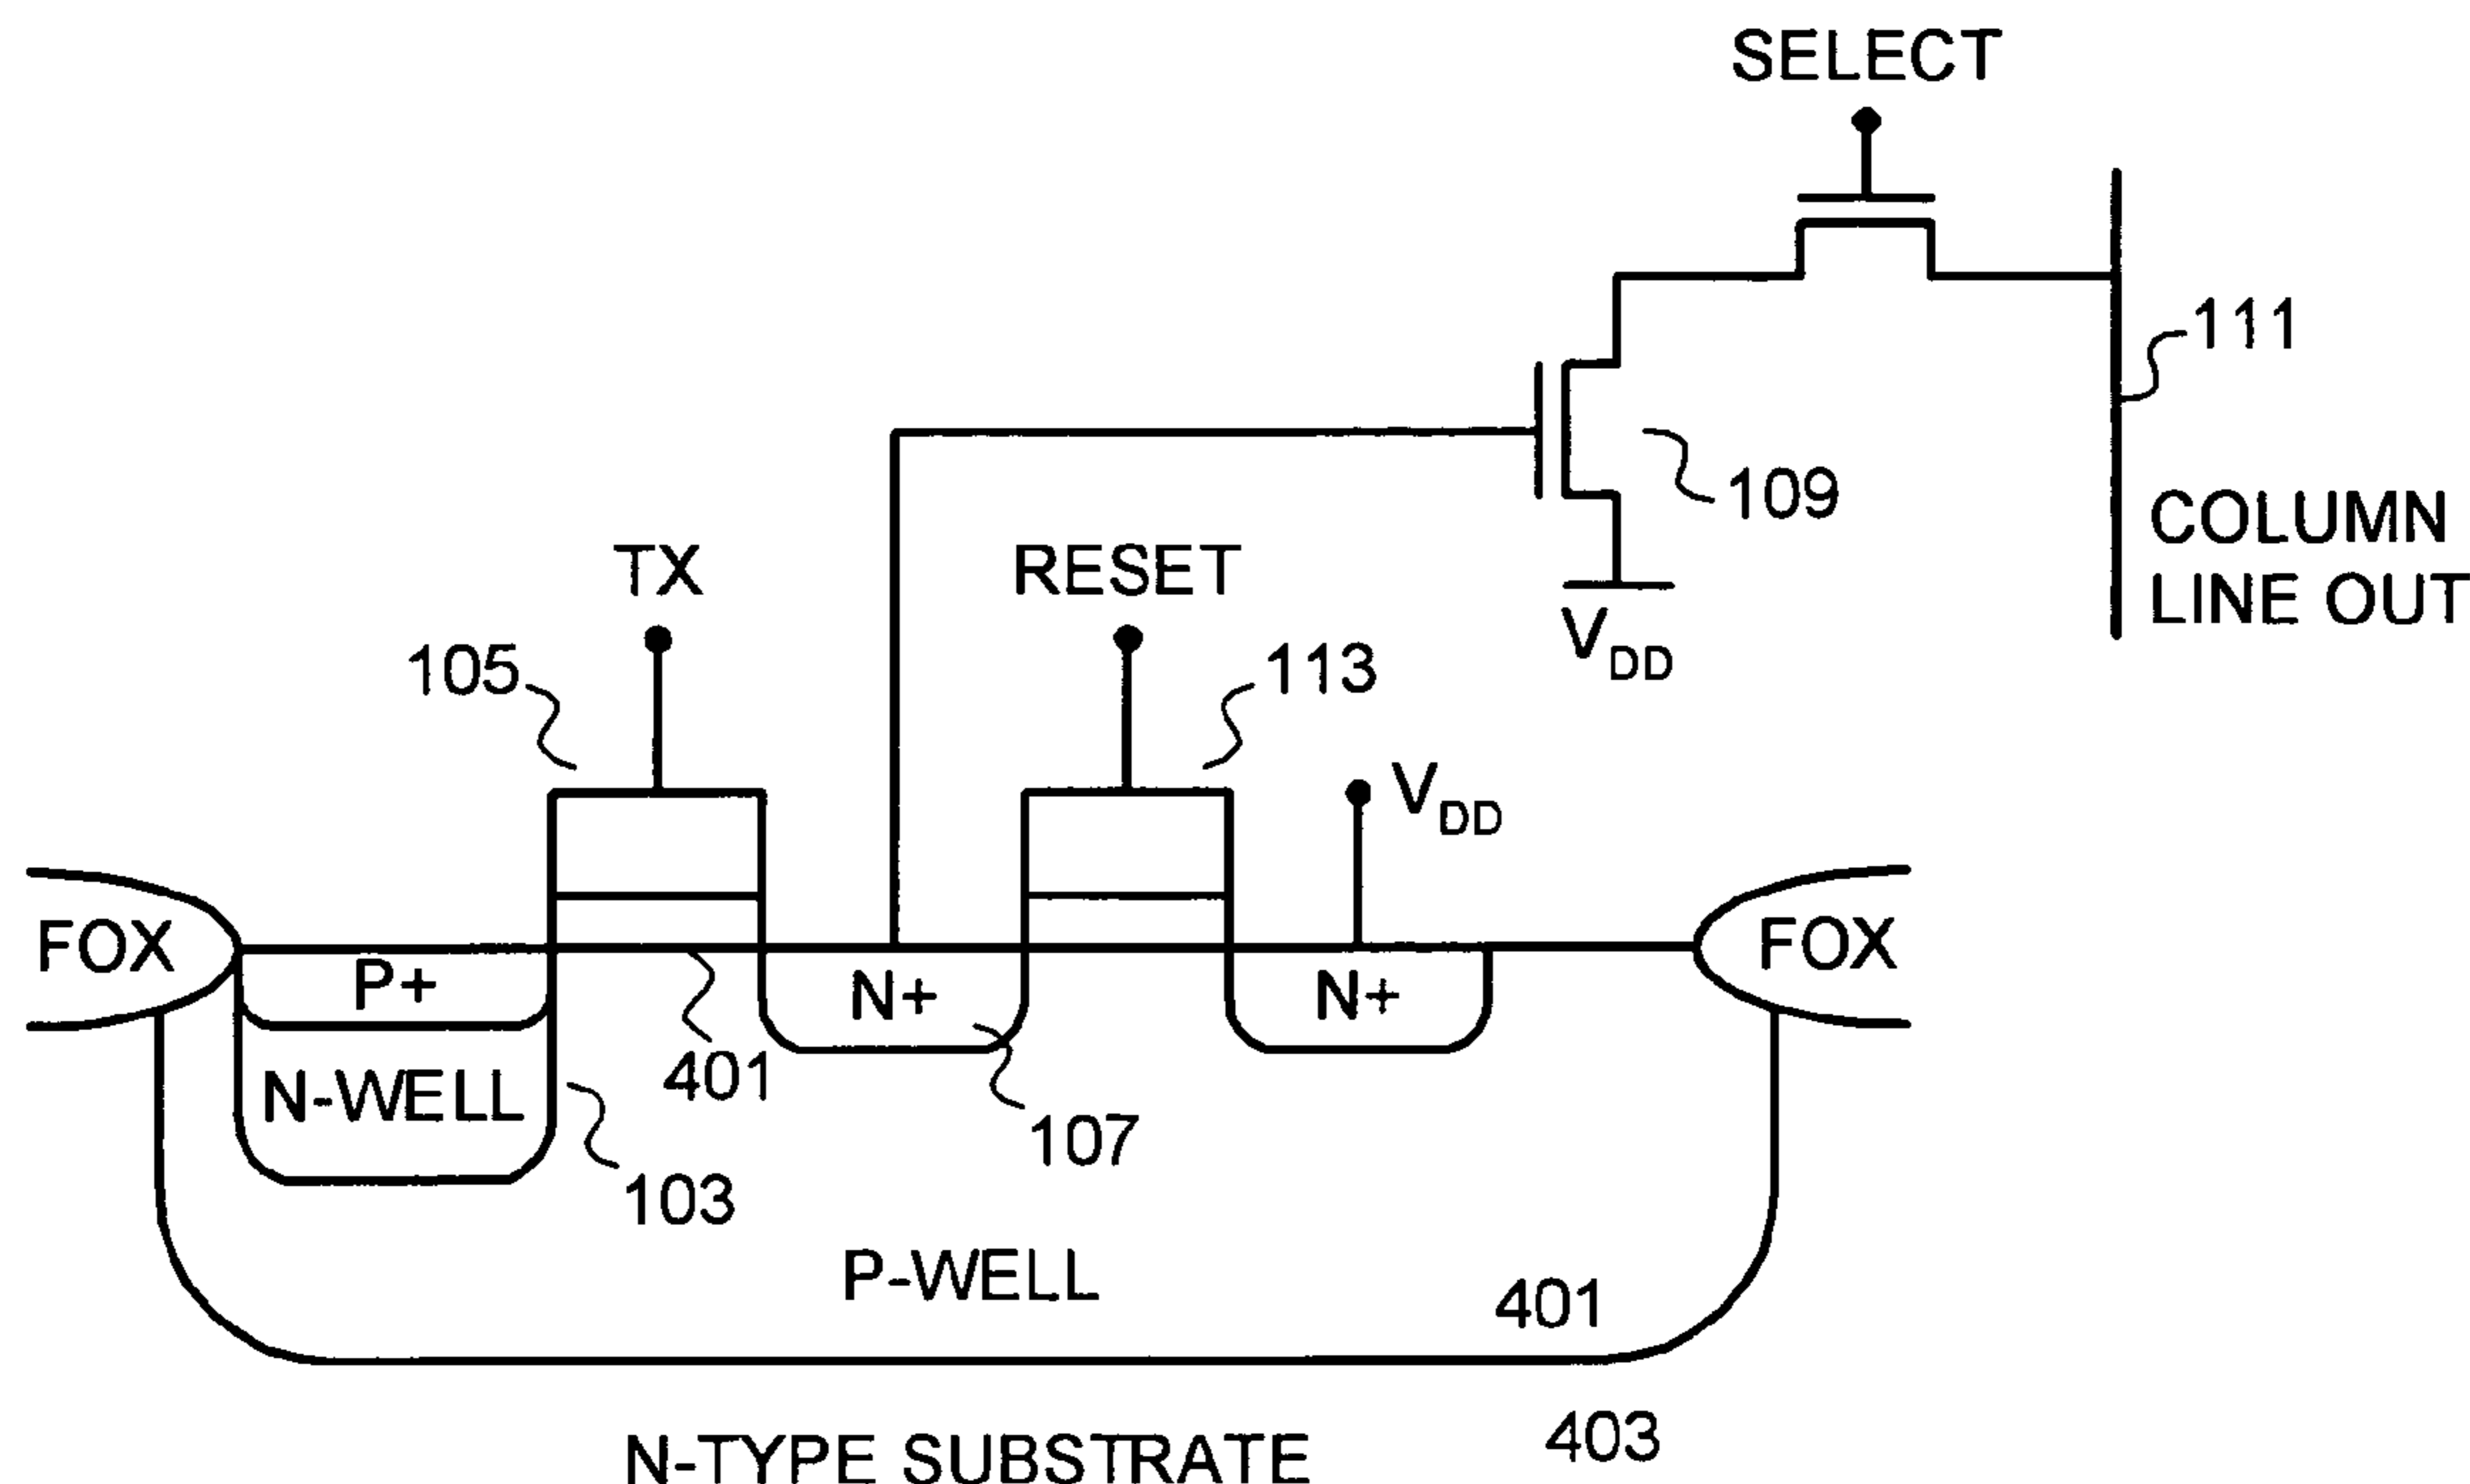 SELECT
111
109
COLUMN
LINE OUT
TX
RESET
VDD
105
113
VDD
FOX
FOX
P+
N+
N+
N-WELL
401
107
103
P-WELL
401
403
N-TYPE SUBSTRATE